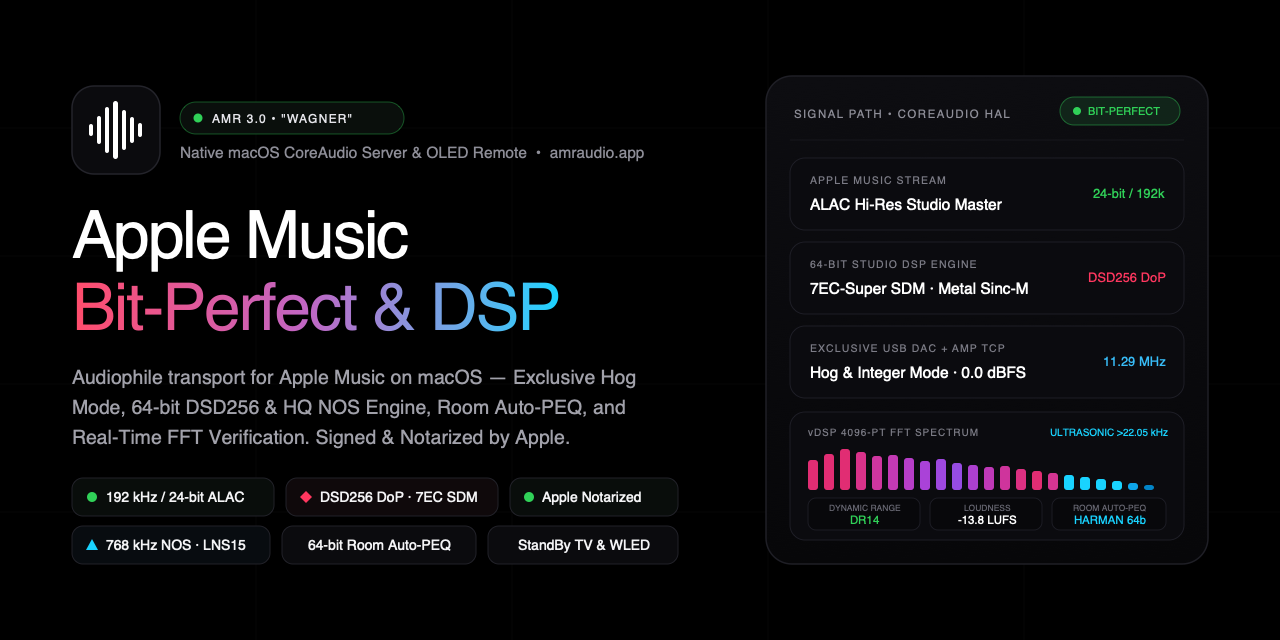 AMR 3.0 • "WAGNER"
Native macOS CoreAudio Server & OLED Remote • amraudio.app
Apple Music
Bit-Perfect & DSP
Audiophile transport for Apple Music on macOS — Exclusive Hog
Mode, 64-bit DSD256 & HQ NOS Engine, Room Auto-PEQ, and
Real-Time FFT Verification. Signed & Notarized by Apple.
192 kHz / 24-bit ALAC
DSD256 DoP · 7EC SDM
Apple Notarized
768 kHz NOS · LNS15
64-bit Room Auto-PEQ
StandBy TV & WLED
SIGNAL PATH • COREAUDIO HAL
BIT-PERFECT
APPLE MUSIC STREAM
ALAC Hi-Res Studio Master
24-bit / 192k
64-BIT STUDIO DSP ENGINE
7EC-Super SDM · Metal Sinc-M
DSD256 DoP
EXCLUSIVE USB DAC + AMP TCP
Hog & Integer Mode · 0.0 dBFS
11.29 MHz
vDSP 4096-PT FFT SPECTRUM
ULTRASONIC >22.05 kHz
DYNAMIC RANGE
DR14
LOUDNESS
-13.8 LUFS
ROOM AUTO-PEQ
HARMAN 64b